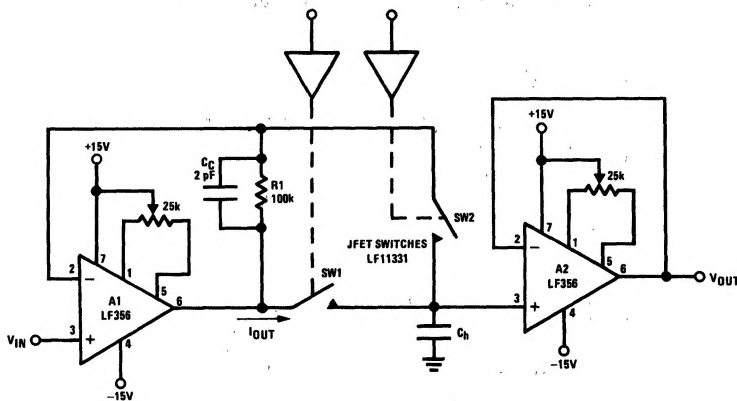 +15V
25k
7
1
5
2
−
A1
LF356
6
3
+
4
VIN
−15V
CC
2 pF
R1
100k
IOUT
SW1
JFET SWITCHES
LF11331
SW2
Ch
+15V
25k
7
1
5
2
−
A2
LF356
6
3
+
4
−15V
VOUT